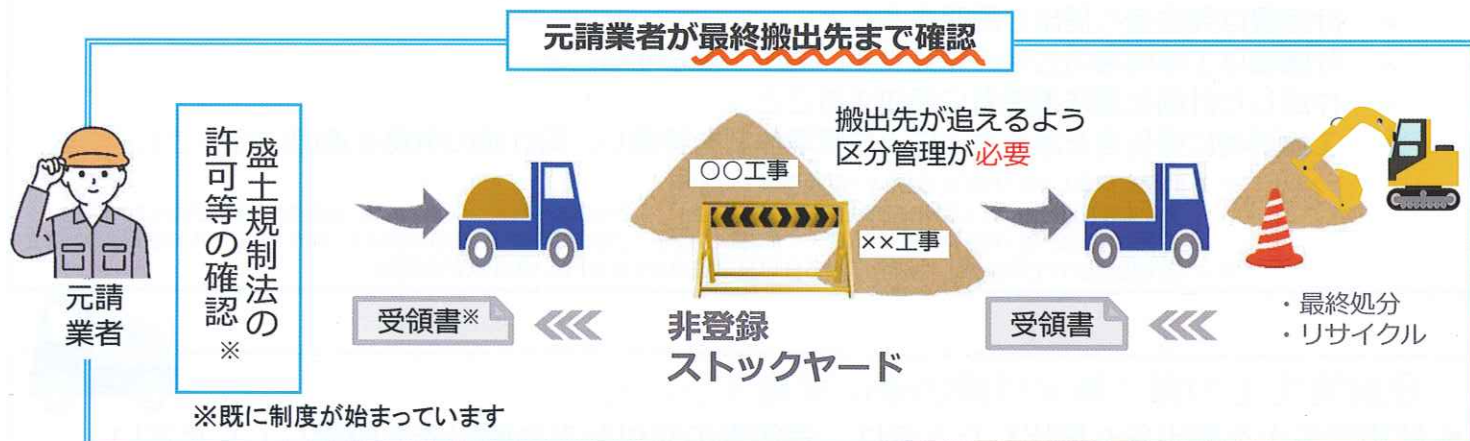 元請業者が最終搬出先まで確認
元請
業者
盛土規制法の
許可等の確認※
受領書※
○○工事
××工事
非登録
ストックヤード
搬出先が追えるよう
区分管理が必要
受領書
・最終処分
・リサイクル
※既に制度が始まっています